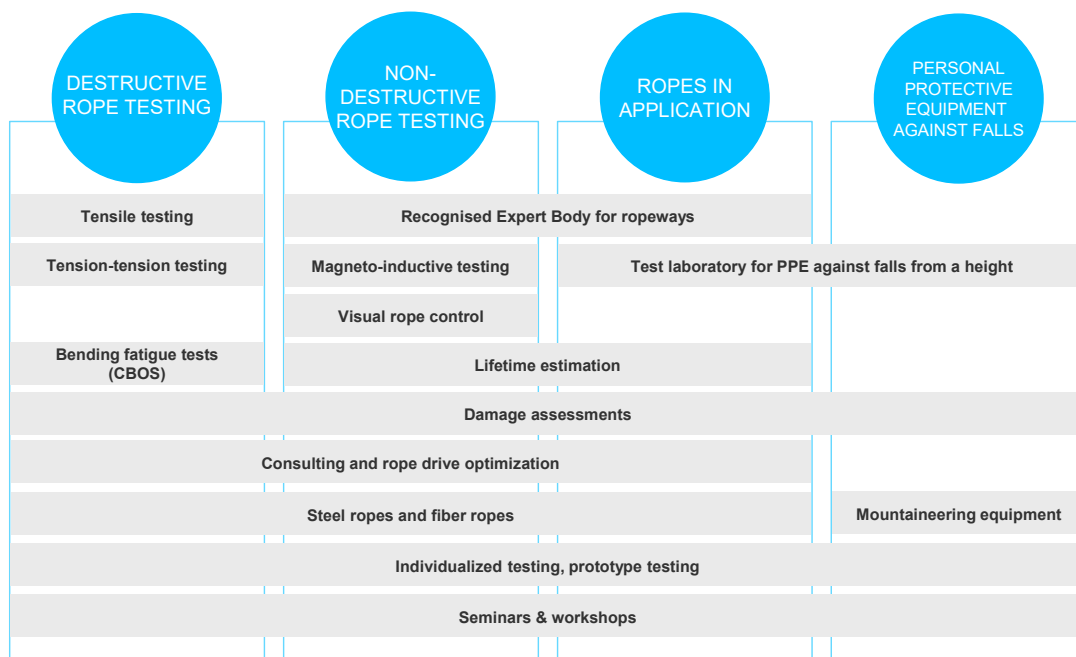 DESTRUCTIVE
ROPE TESTING
NON-
DESTRUCTIVE
ROPE TESTING
ROPES IN
APPLICATION
PERSONAL
PROTECTIVE
EQUIPMENT
AGAINST FALLS
Tensile testing
Recognised Expert Body for ropeways
Tension-tension testing
Magneto-inductive testing
Test laboratory for PPE against falls from a height
Visual rope control
Bending fatigue tests
(CBOS)
Lifetime estimation
Damage assessments
Consulting and rope drive optimization
Steel ropes and fiber ropes
Mountaineering equipment
Individualized testing, prototype testing
Seminars & workshops